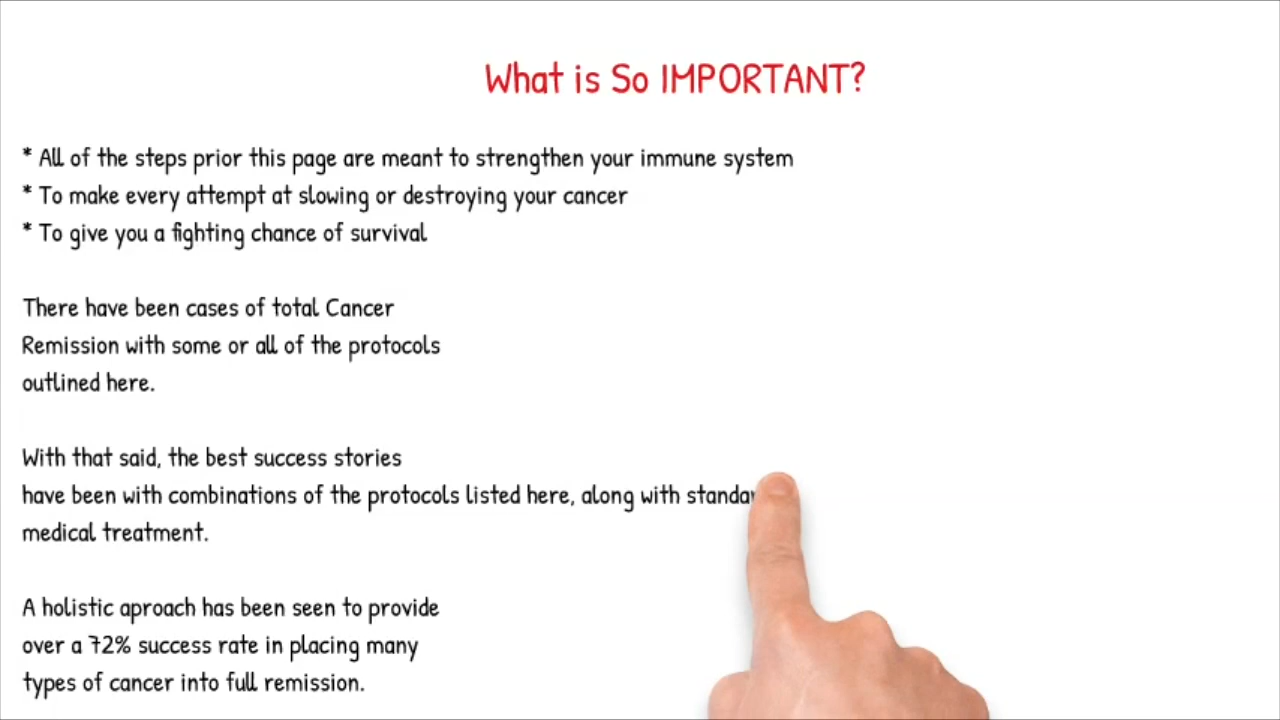 What is So IMPORTANT?
* All of the steps prior this page are meant to strengthen your immune system
* To make every attempt at slowing or destroying your cancer
* To give you a fighting chance of survival
There have been cases of total Cancer
Remission with some or all of the protocols
outlined here.
With that said, the best success stories
have been with combinations of the protocols listed here, along with
medical treatment.
A holistic aproach has been seen to provide
over a 72% success rate in placing many
types of cancer into full remission.